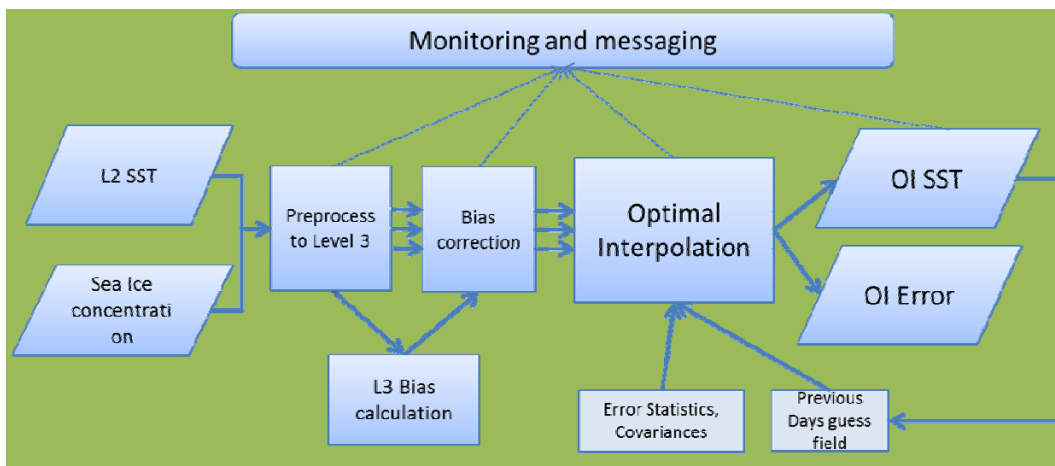 Monitoring and messaging
L2 SST
Sea Ice
concentrati
on
Preprocess
to Level 3
Bias
correction
L3 Bias
calculation
Optimal
Interpolation
Error Statistics,
Covariances
Previous
Days guess
field
OI SST
OI Error